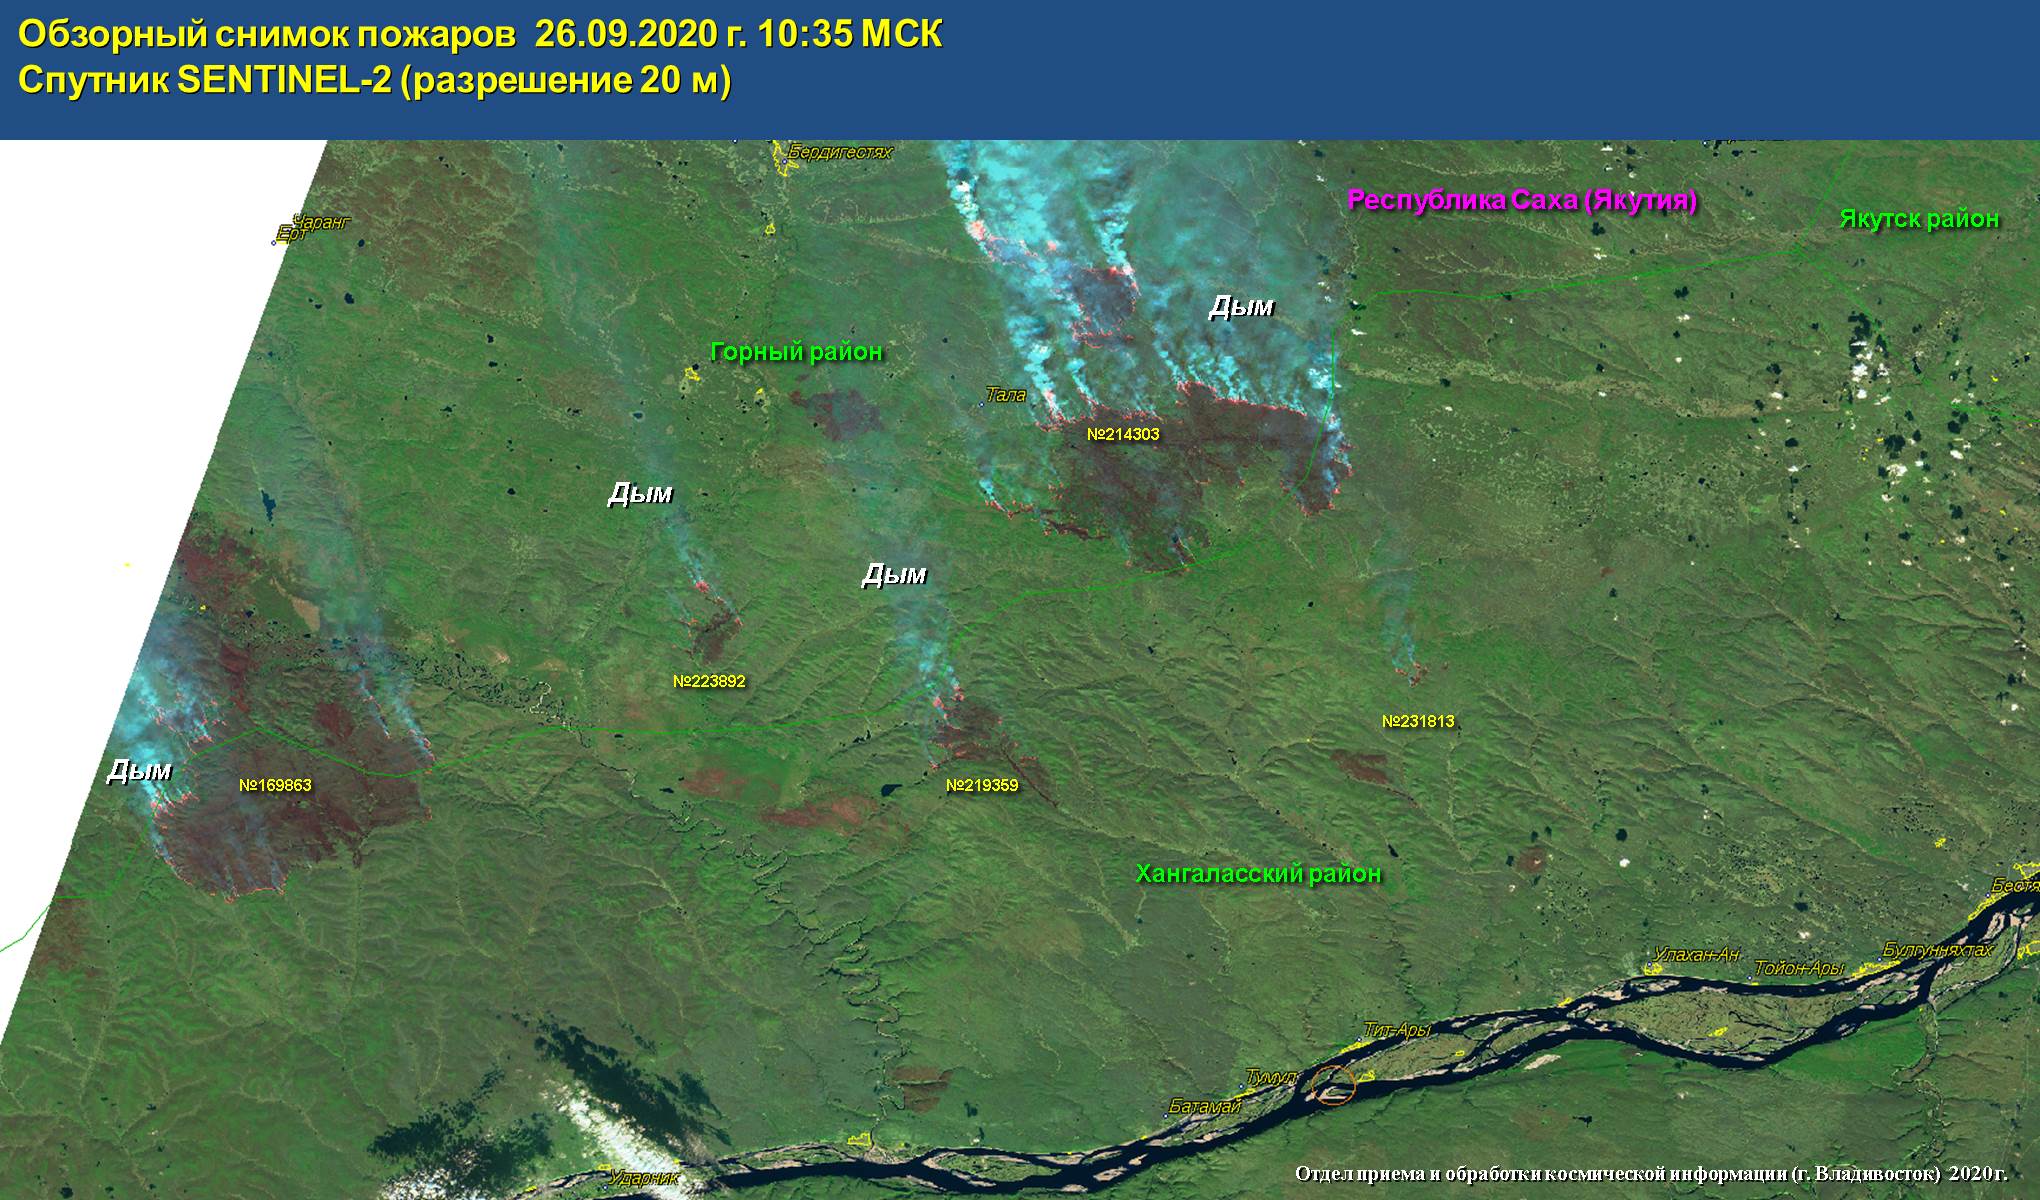 Обзорный снимок пожаров 26.09.2020 г. 10:35 МСК
Спутник SENTINEL-2 (разрешение 20 м)
Бердигестях
Республика Саха (Якутия)
Якутск район
Чаранг
Ерт
Дым
Горный район
Тала
№214303
Дым
Дым
№223892
№231813
Дым
№169863
№219359
Хангаласский район
Улахан-Ан
Тойон-Ары
Булгунняхтах
Тит-Ары
Тумул
Батамай
Ударник
Отдел приема и обработки космической информации (г. Владивосток) 2020г.